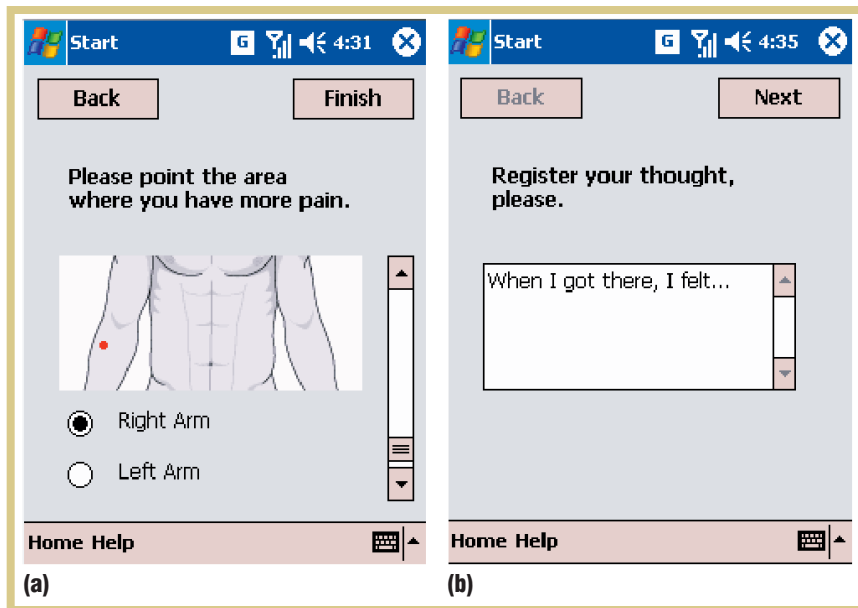 Start G 4:31
Back Finish
Please point the area
where you have more pain.
Right Arm
Left Arm
Home Help
(a)
Start G 4:35
Back Next
Register your thought,
please.
When I got there, I felt...
Home Help
(b)